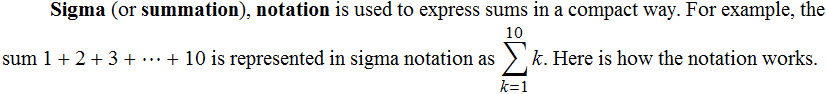 Sigma (or summation), notation is used to express sums in a compact way. For example, the
sum 1 + 2 + 3 + ⋯ + 10 is represented in sigma notation as ∑_{k=1}^{10} k. Here is how the notation works.